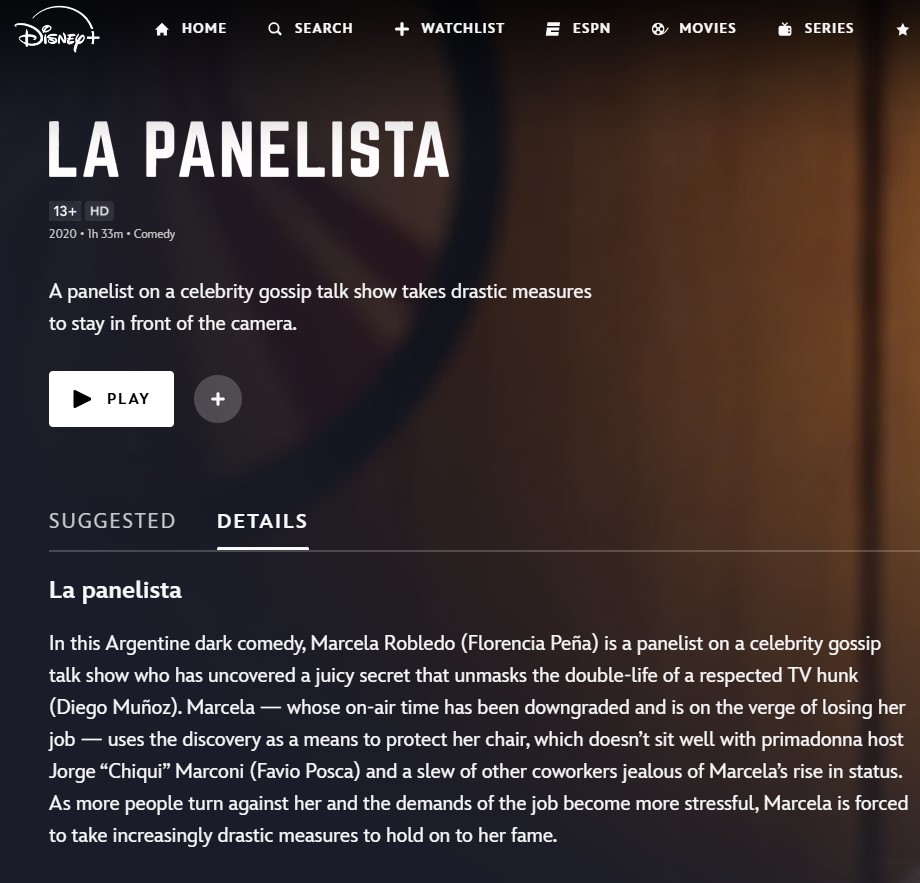 Disney+
HOME SEARCH WATCHLIST ESPN MOVIES SERIES
LA PANELISTA
13+ HD
2020 • 1h 33m • Comedy
A panelist on a celebrity gossip talk show takes drastic measures
to stay in front of the camera.
PLAY
SUGGESTED DETAILS
La panelista
In this Argentine dark comedy, Marcela Robledo (Florencia Peña) is a panelist on a celebrity gossip
talk show who has uncovered a juicy secret that unmasks the double-life of a respected TV hunk
(Diego Muñoz). Marcela — whose on-air time has been downgraded and is on the verge of losing her
job — uses the discovery as a means to protect her chair, which doesn’t sit well with primadonna host
Jorge “Chiqui” Marconi (Favio Posca) and a slew of other coworkers jealous of Marcela’s rise in status.
As more people turn against her and the demands of the job become more stressful, Marcela is forced
to take increasingly drastic measures to hold on to her fame.